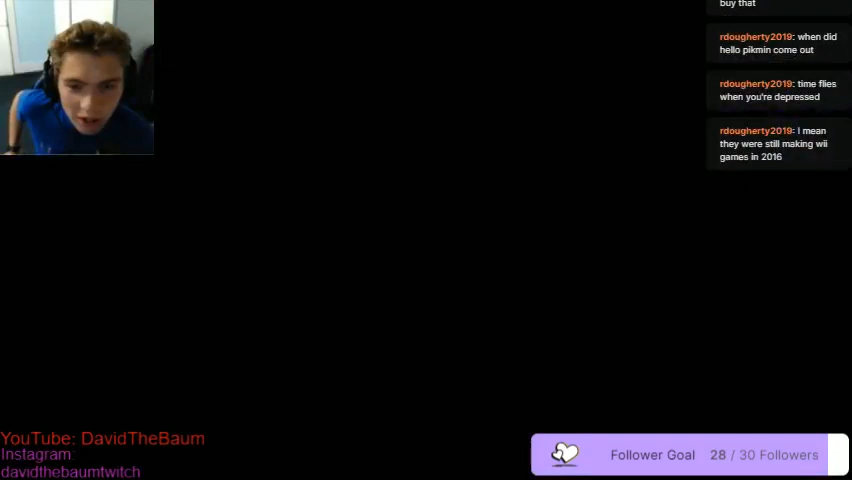 buy that
rdougherty2019: when did
hello pikmin come out
rdougherty2019: time flies
when you're depressed
rdougherty2019: I mean
they were still making wii
games in 2016
YouTube: DavidTheBaum
Instagram:
davidthebaumtwitch
Follower Goal 28 / 30 Followers